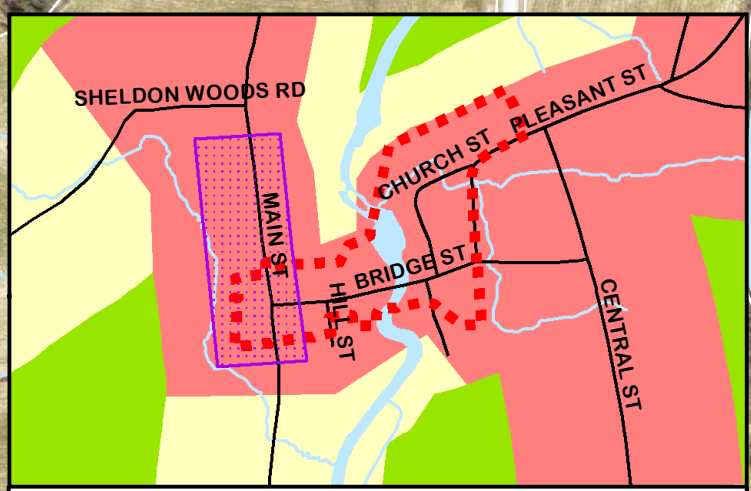 SHELDON WOODS RD
PLEASANT ST
CHURCH ST
MAIN ST
BRIDGE ST
HILL ST
CENTRAL ST